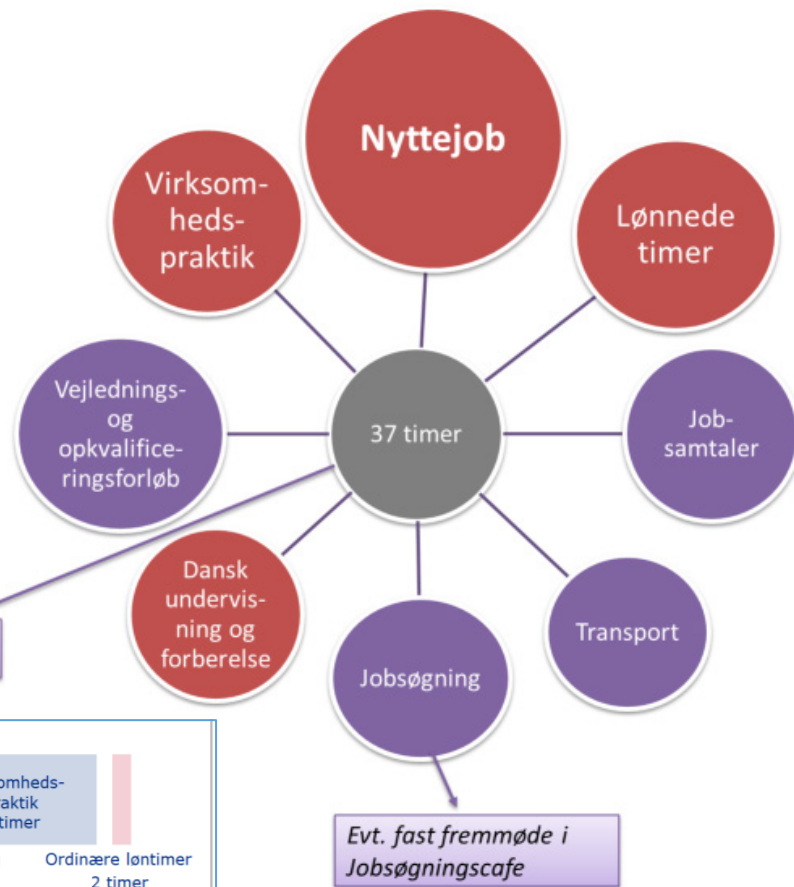 Nyttejob
Virksom-
heds-
praktik
Lønnede
timer
Vejlednings-
og
opkvalifice-
ringsforløb
37 timer
Job-
samtaler
Dansk
undervis-
ning og
forberelse
Jobsøgning
Transport
timer
Ordinære løntimer
2 timer
Evt. fast fremmøde i
Jobsøgningscafe